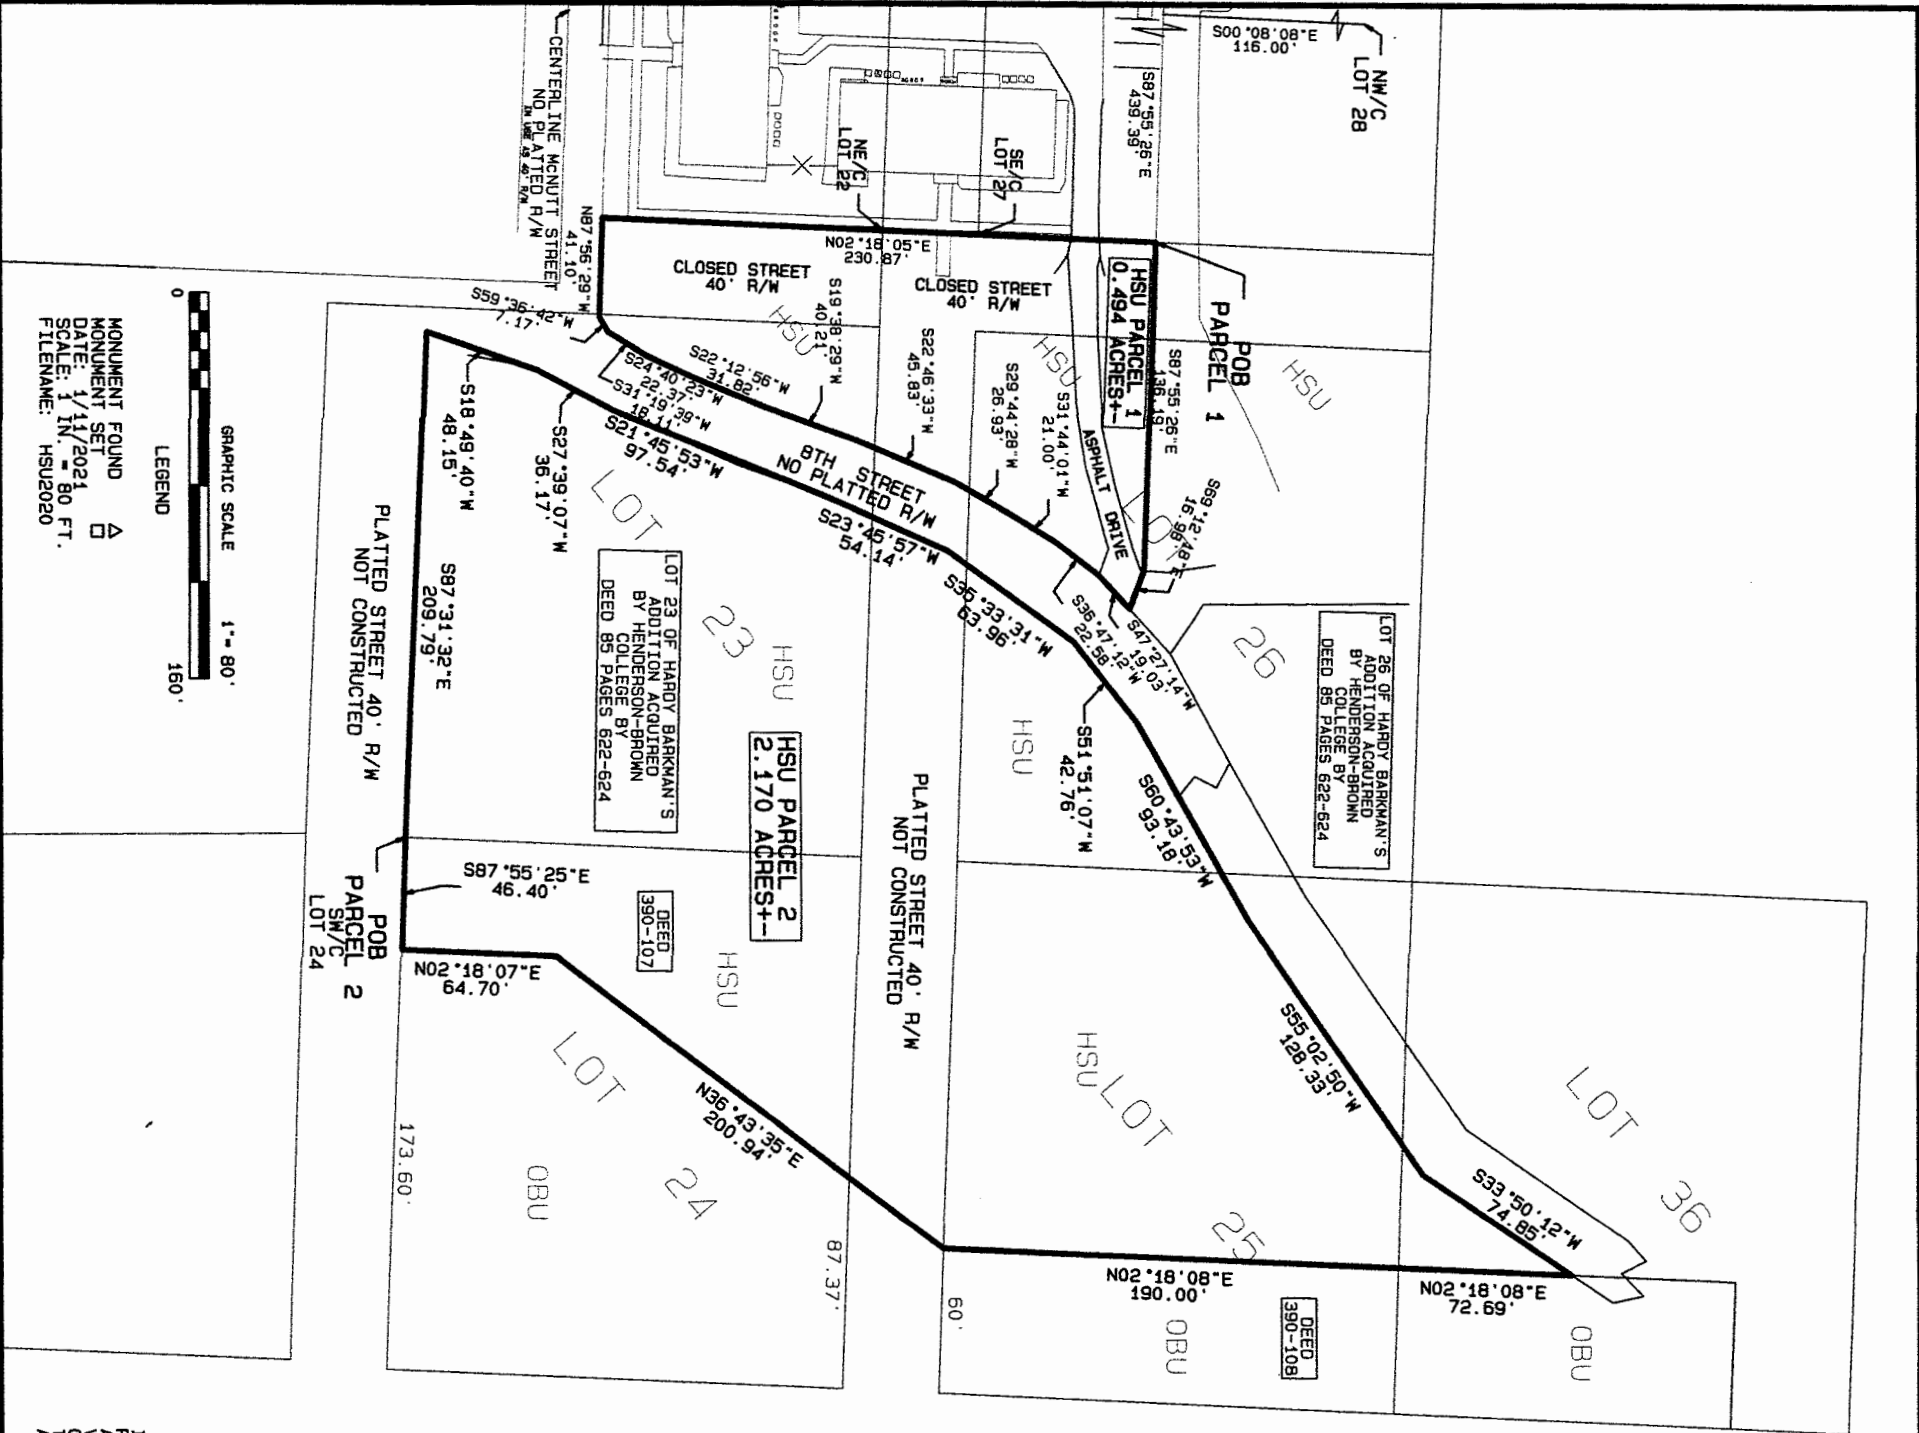 S00°08'08"E
116.00'
NW/C
LOT 28
S87°55'26"E
439.39'
CENTERLINE McNUTT STREET
NO PLATTED R/W
IN USE AS 40' R/W
NE/C
LOT 22
SE/C
LOT 27
N87°56'29"W
41.10'
N02°18'05"E
230.87'
CLOSED STREET
40' R/W
CLOSED STREET
40' R/W
HSU PARCEL 1
0.494 ACRES+-
POB
PARCEL 1
S87°55'26"E
136.19'
HSU
HSU
HSU
S59°36'42"W
7.17'
S19°38'29"W
40.21'
S22°12'56"W
31.82'
S24°40'23"W
22.37'
S31°19'39"W
18.11'
S22°46'33"W
45.83'
S29°44'28"W
26.93'
S31°44'01"W
21.00'
ASPHALT DRIVE
S69°12'48"E
16.98'
LOT
26
S36°47'12"W
22.58'
S47°27'14"W
19.03'
8TH STREET
NO PLATTED R/W
S18°49'40"W
48.15'
S27°39'07"W
36.17'
S21°45'53"W
97.54'
S23°45'57"W
54.14'
S35°33'31"W
63.96'
S51°51'07"W
42.76'
S60°43'53"W
93.18'
S55°02'50"W
128.33'
S33°50'12"W
74.85'
LOT 26 OF HARDY BARKMAN'S
ADDITION ACQUIRED
BY HENDERSON-BROWN
COLLEGE BY
DEED 85 PAGES 622-624
LOT
23
LOT 23 OF HARDY BARKMAN'S
ADDITION ACQUIRED
BY HENDERSON-BROWN
COLLEGE BY
DEED 85 PAGES 622-624
HSU
HSU
HSU PARCEL 2
2.170 ACRES+-
PLATTED STREET 40' R/W
NOT CONSTRUCTED
S87°31'32"E
209.79'
PLATTED STREET 40' R/W
NOT CONSTRUCTED
S87°55'25"E
46.40'
DEED
390-107
HSU
POB
PARCEL 2
SW/C
LOT 24
N02°18'07"E
64.70'
N36°43'35"E
200.94'
LOT
24
OBU
173.60'
87.37'
60'
HSU
LOT
25
N02°18'08"E
190.00'
N02°18'08"E
72.69'
DEED
390-108
OBU
OBU
LOT
36
GRAPHIC SCALE 1"= 80'
0 160'
LEGEND
MONUMENT FOUND △
MONUMENT SET □
DATE: 1/11/2021
SCALE: 1 IN. = 80 FT.
FILENAME: HSU2020